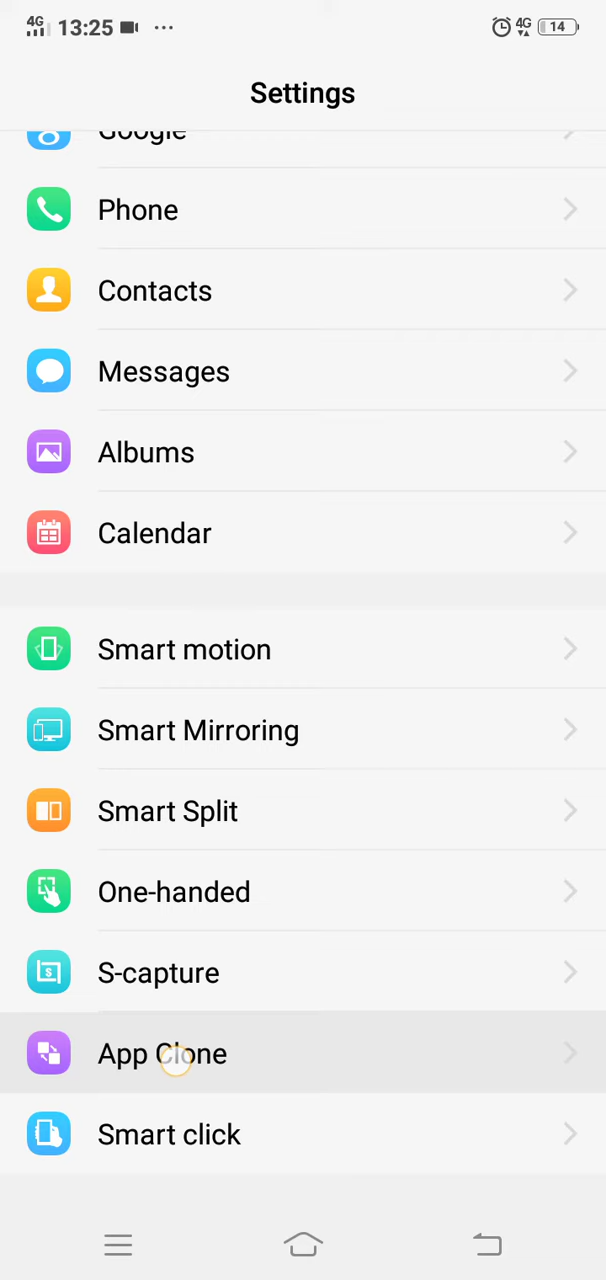 4G 13:25 ... 4G 14
Settings
Google
Phone
Contacts
Messages
Albums
Calendar
Smart motion
Smart Mirroring
Smart Split
One-handed
S-capture
App Clone
Smart click